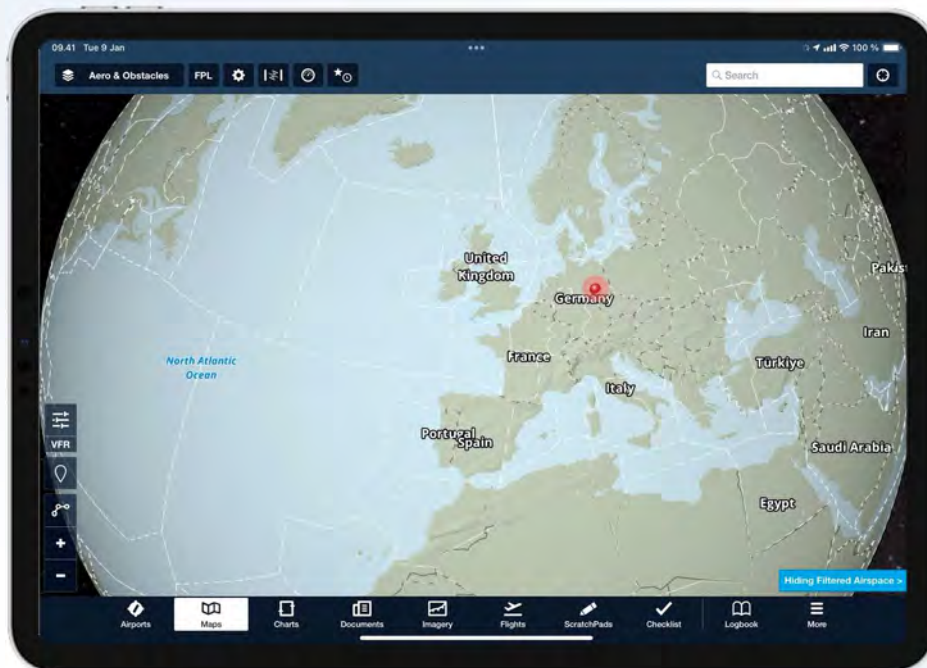 09.41 Tue 9 Jan
100 %
Aero & Obstacles
FPL
Search
United
Kingdom
Germany
Pakis
France
Iran
North Atlantic
Ocean
Türkiye
Italy
Portugal
Spain
Saudi Arabia
VFR
Egypt
Hiding Filtered Airspace >
Airports
Maps
Charts
Documents
Imagery
Flights
ScratchPads
Checklist
Logbook
More